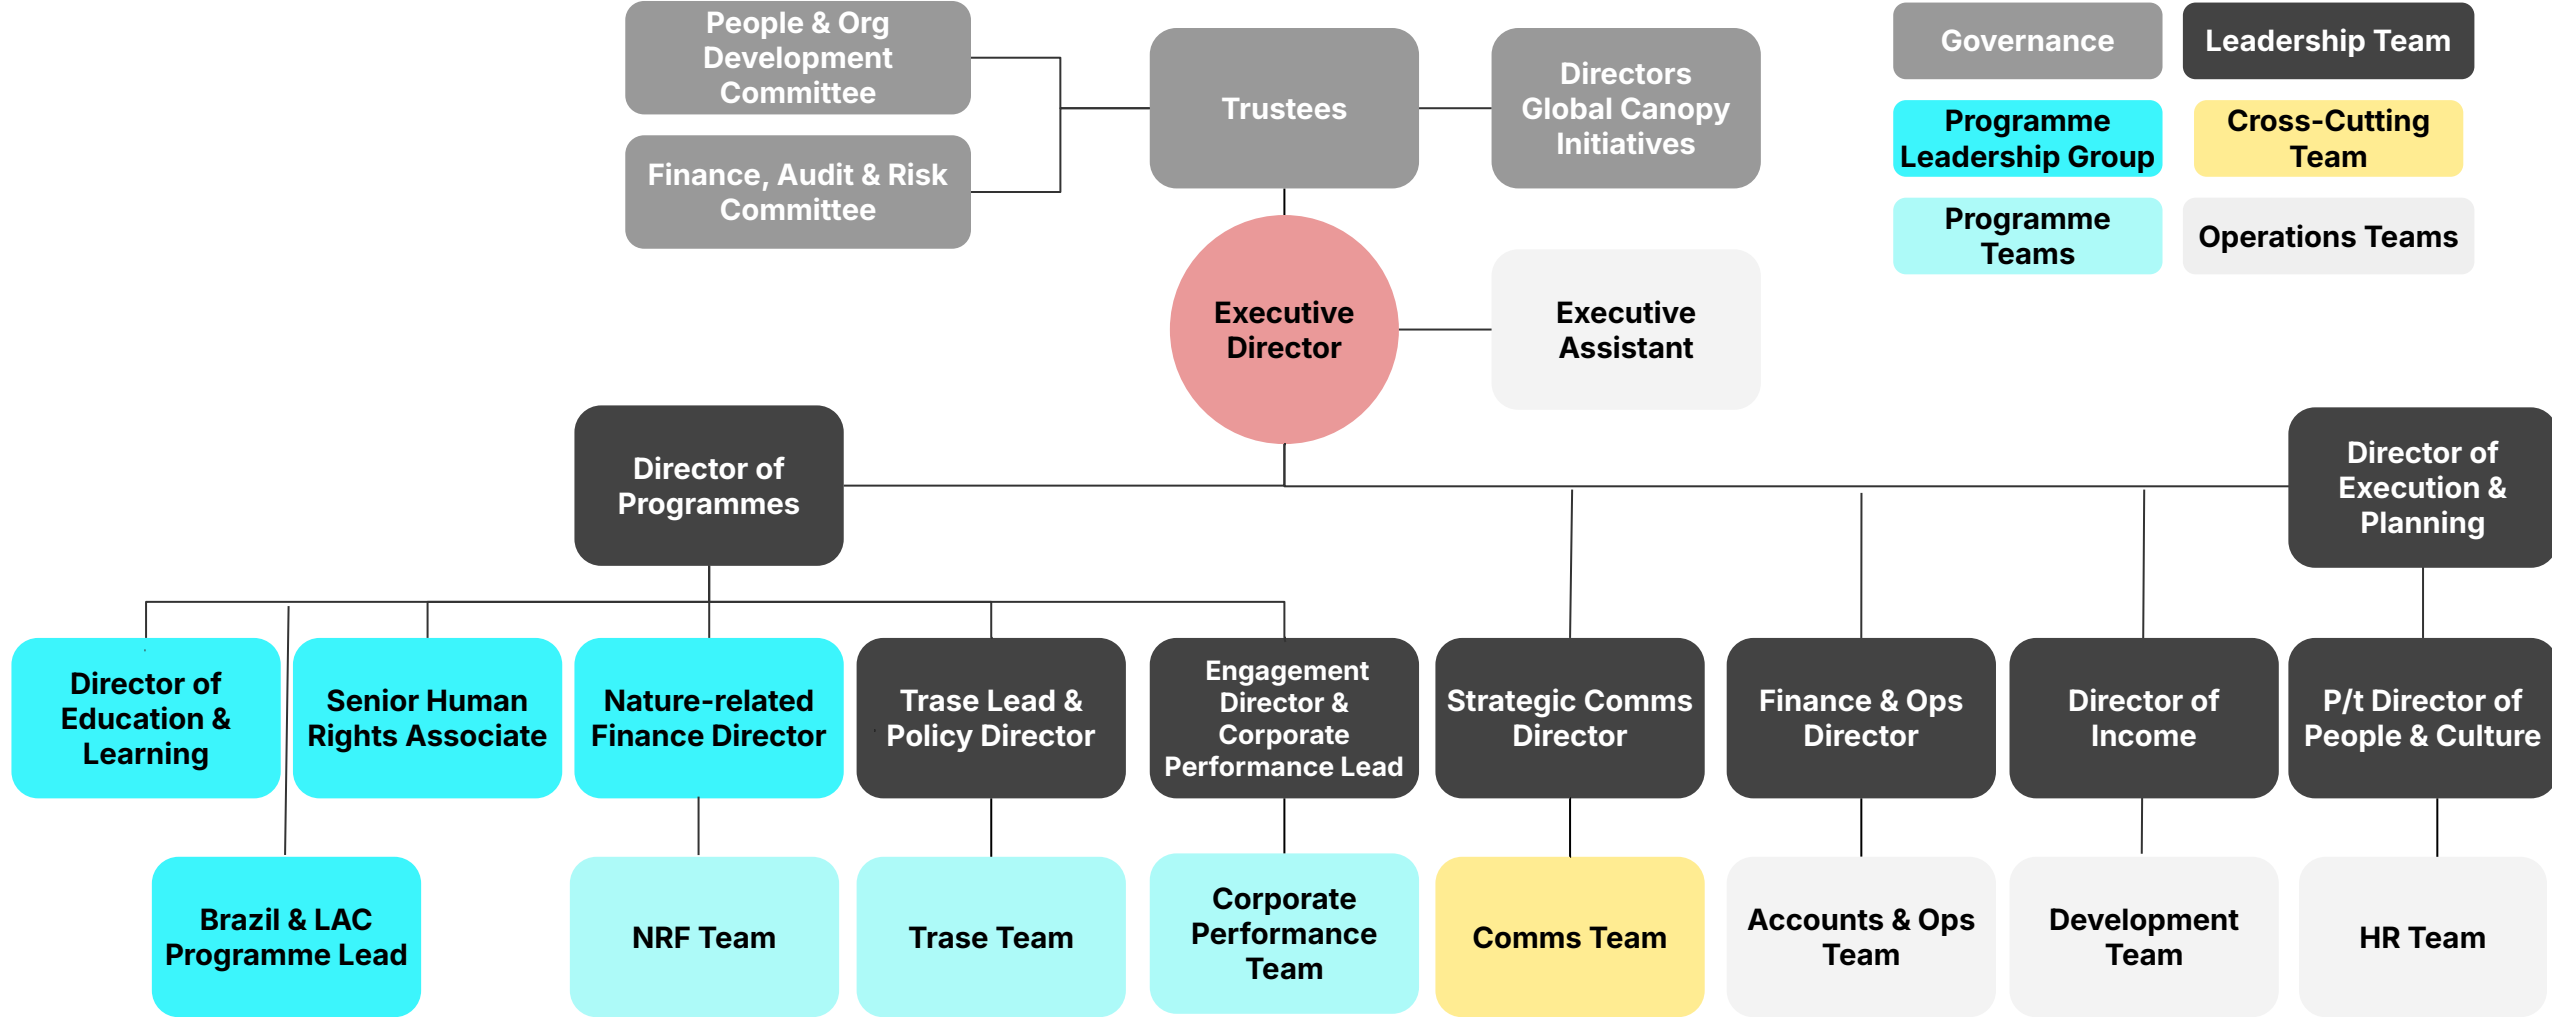 People & Org
Development
Committee
Finance, Audit & Risk
Committee
Trustees
Directors
Global Canopy
Initiatives
Governance
Leadership Team
Programme
Leadership Group
Cross-Cutting
Team
Programme
Teams
Operations Teams
Executive
Director
Executive
Assistant
Director of
Programmes
Director of
Execution &
Planning
Director of
Education &
Learning
Senior Human
Rights Associate
Nature-related
Finance Director
Trase Lead &
Policy Director
Engagement
Director &
Corporate
Performance Lead
Strategic Comms
Director
Finance & Ops
Director
Director of
Income
P/t Director of
People & Culture
Brazil & LAC
Programme Lead
NRF Team
Trase Team
Corporate
Performance
Team
Comms Team
Accounts & Ops
Team
Development
Team
HR Team